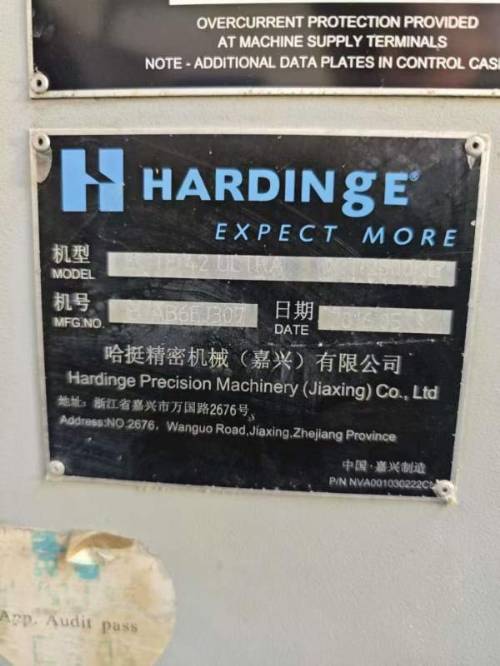 OVERCURRENT PROTECTION PROVIDED
AT MACHINE SUPPLY TERMINALS
NOTE - ADDITIONAL DATA PLATES IN CONTROL
HARDINGE®
EXPECT MORE
机型
MODEL
机号
MFG.NO.
日期
DATE
哈挺精密机械（嘉兴）有限公司
Hardinge Precision Machinery (Jiaxing) Co., Ltd
地址: 浙江省嘉兴市万国路2676号
Address:NO.2676, Wanguo Road,Jiaxing,Zhejiang Province
中国·嘉兴制造
P/N NVA001030222
App. Audit pass